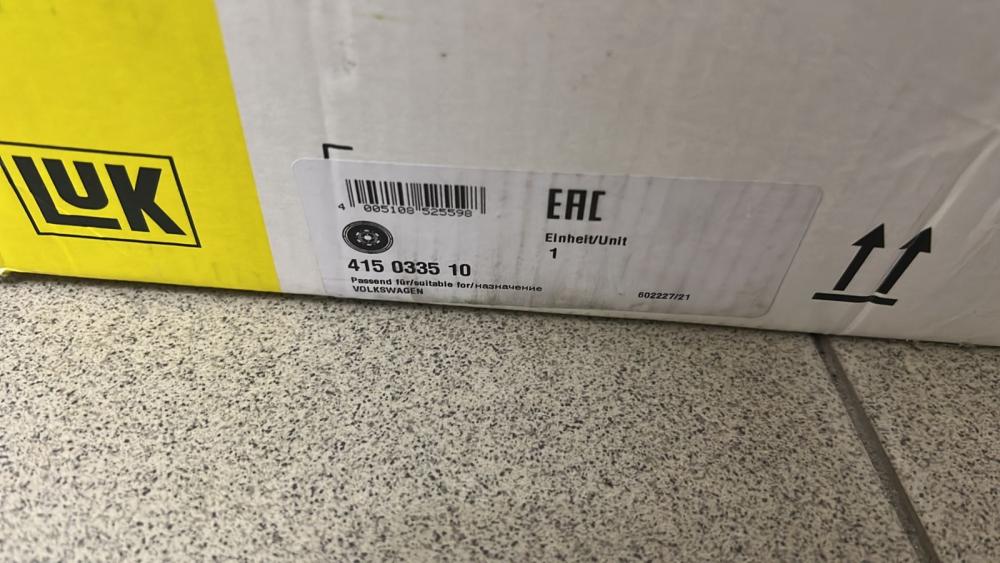 LUK
4 005108 525598
EAC
Einheit/Unit
1
415 0335 10
Passend für/suitable for/назначение
VOLKSWAGEN
602227/21